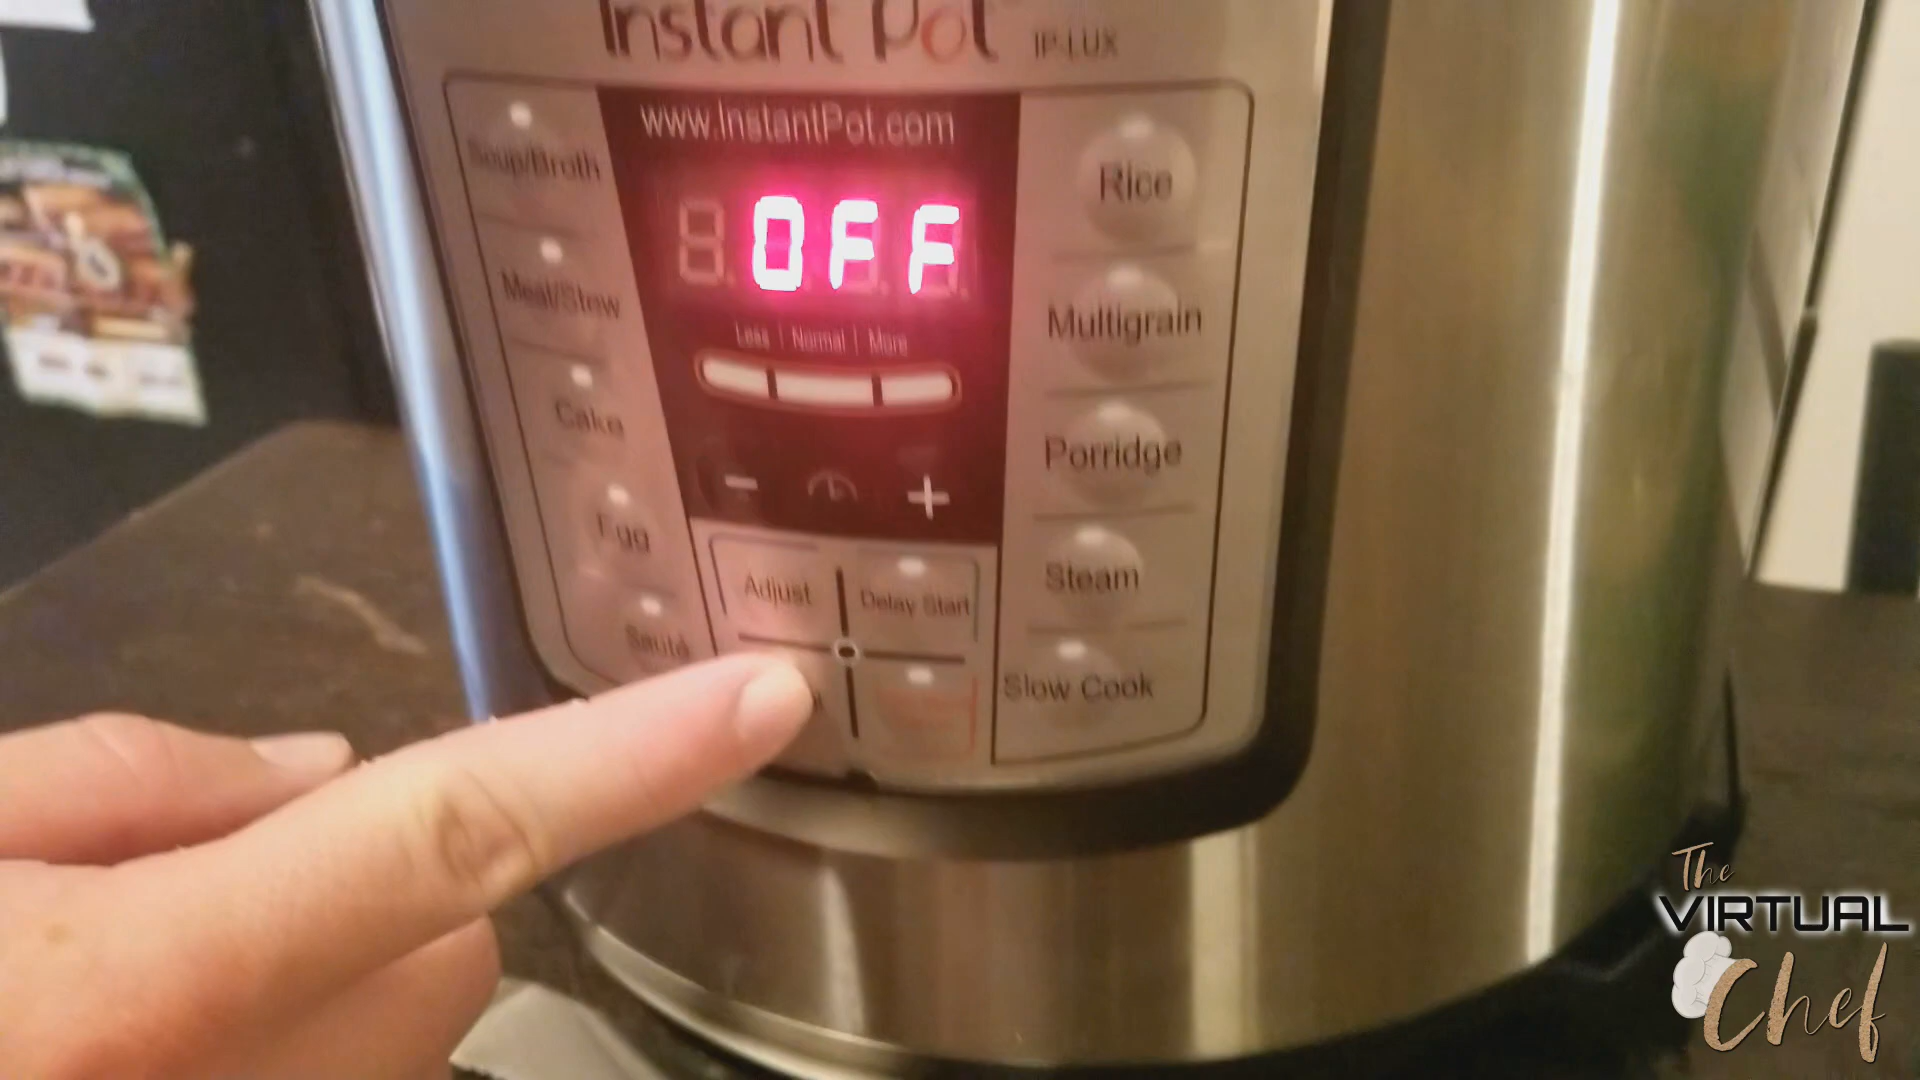 Instant Pot IP-LUX
www.InstantPot.com
Soup/Broth
Meat/Stew
Cake
Egg
Sauté
OFF
Less | Normal | More
- +
Adjust
Delay Start
Rice
Multigrain
Porridge
Steam
Slow Cook
The
VIRTUAL
Chef